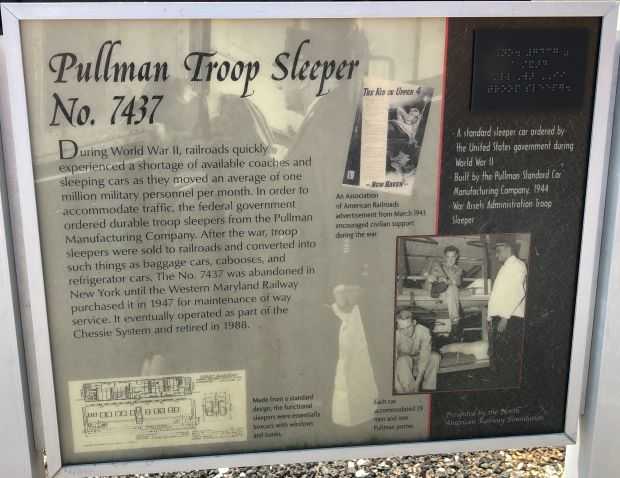 Pullman Troop Sleeper
No. 7437
During World War II, railroads quickly
experienced a shortage of available coaches and
sleeping cars as they moved an average of one
million military personnel per month. In order to
accommodate traffic, the federal government
ordered durable troop sleepers from the Pullman
Manufacturing Company. After the war, troop
sleepers were sold to railroads and converted into
such things as baggage cars, cabooses, and
refrigerator cars. The No. 7437 was abandoned in
New York until the Western Maryland Railway
purchased it in 1947 for maintenance of way
service. It eventually operated as part of the
Chessie System and retired in 1988.
THE KID IN UPPER 4
NEW HAVEN
An Association
of American Railroads
advertisement from March 1943
encouraged civilian support
during the war.
· A standard sleeper car ordered by
the United States government during
World War II
· Built by the Pullman Standard Car
Manufacturing Company, 1944
· War Assets Administration Troop
Sleeper
Made from a standard
design, the functional
sleepers were essentially
boxcars with windows
and bunks.
Each car
accommodated 29
men and one
Pullman porter.
Presented by the North
American Railway Foundation